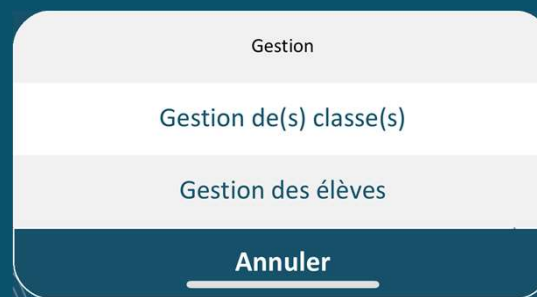 Gestion
Gestion de(s) classe(s)
Gestion des élèves
Annuler